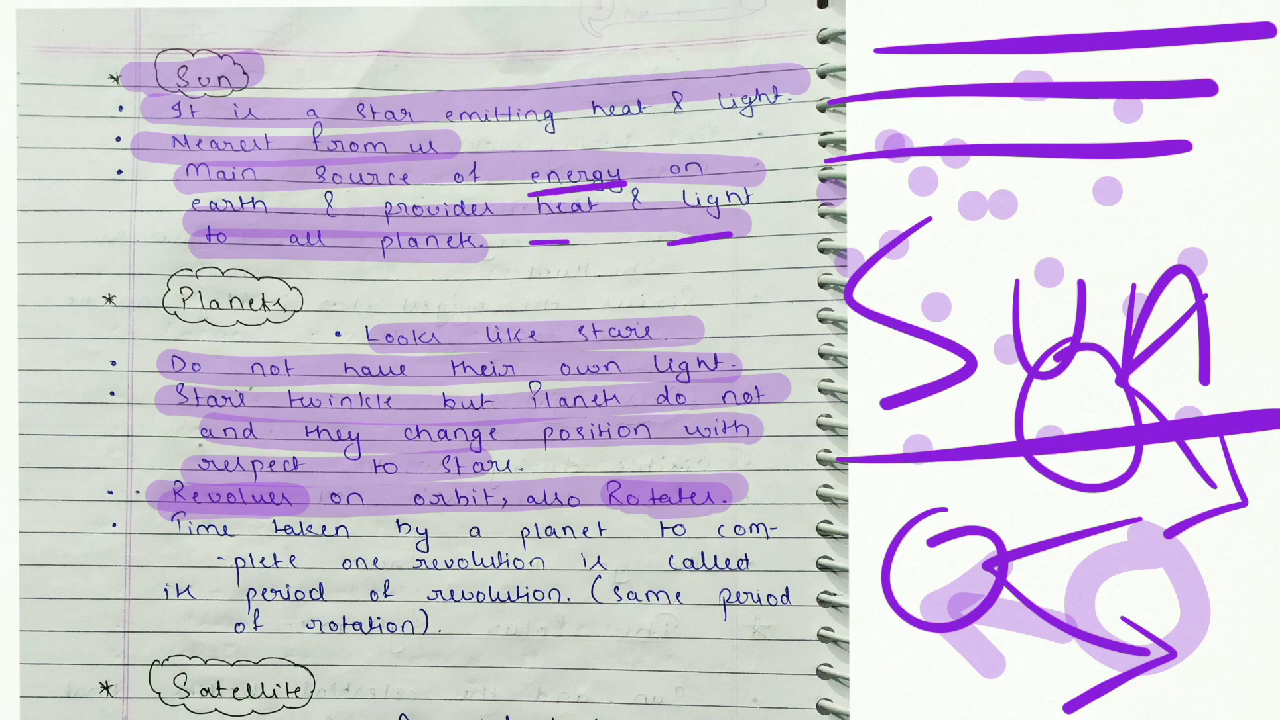 * Sun
• It is a star emitting heat & light.
• Nearest from us
• Main source of energy on
earth & provides heat & light
to all planets.
* Planets
• Looks like stars.
• Do not have their own light.
• Stars twinkle but Planets do not
and they change position with
respect to stars.
• Revolves on orbit, also Rotates.
• Time taken by a planet to com-
-plete one revolution is called
its period of revolution. (same period
of rotation).
* Satellite